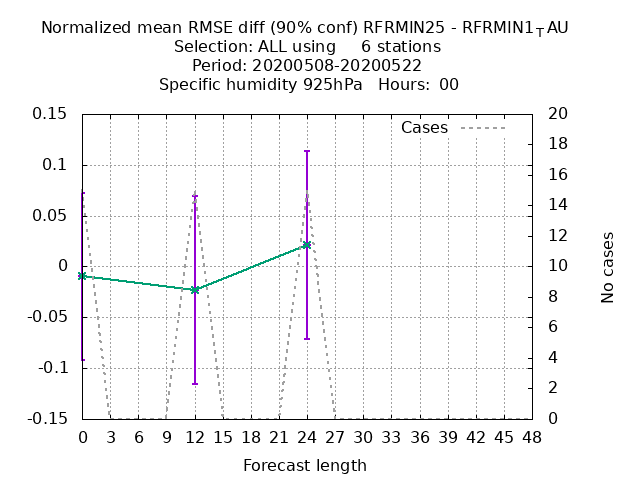 Normalized mean RMSE diff (90% conf) RFRMIN25 - RFRMIN1TAU
Selection: ALL using     6 stations
Period: 20200508-20200522
Specific humidity 925hPa   Hours:  00
Cases
0.15
0.1
0.05
0
-0.05
-0.1
-0.15
20
18
16
14
12
10
8
6
4
2
0
No cases
0 3 6 9 12 15 18 21 24 27 30 33 36 39 42 45 48
Forecast length